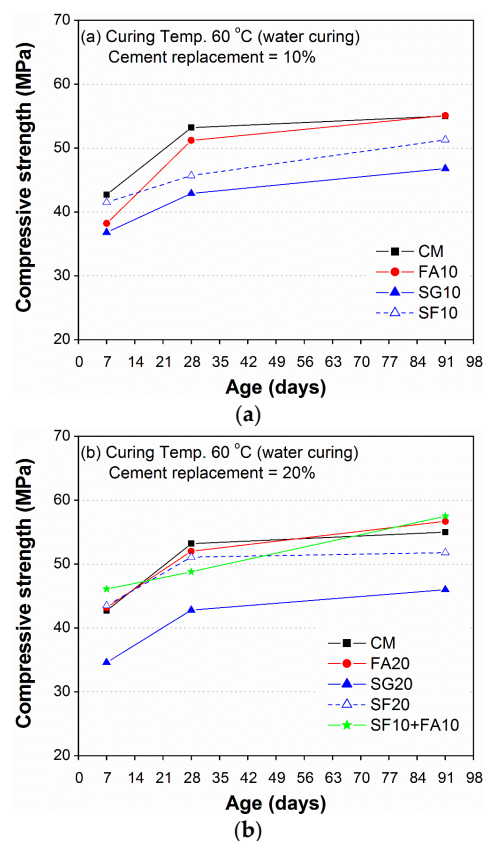 (a) Curing Temp. 60 °C (water curing)
Cement replacement = 10%
Compressive strength (MPa)
70
60
50
40
30
20
CM
FA10
SG10
SF10
0 7 14 21 28 35 42 49 56 63 70 77 84 91 98
Age (days)
(a)
(b) Curing Temp. 60 °C (water curing)
Cement replacement = 20%
Compressive strength (MPa)
70
60
50
40
30
20
CM
FA20
SG20
SF20
SF10+FA10
0 7 14 21 28 35 42 49 56 63 70 77 84 91 98
Age (days)
(b)